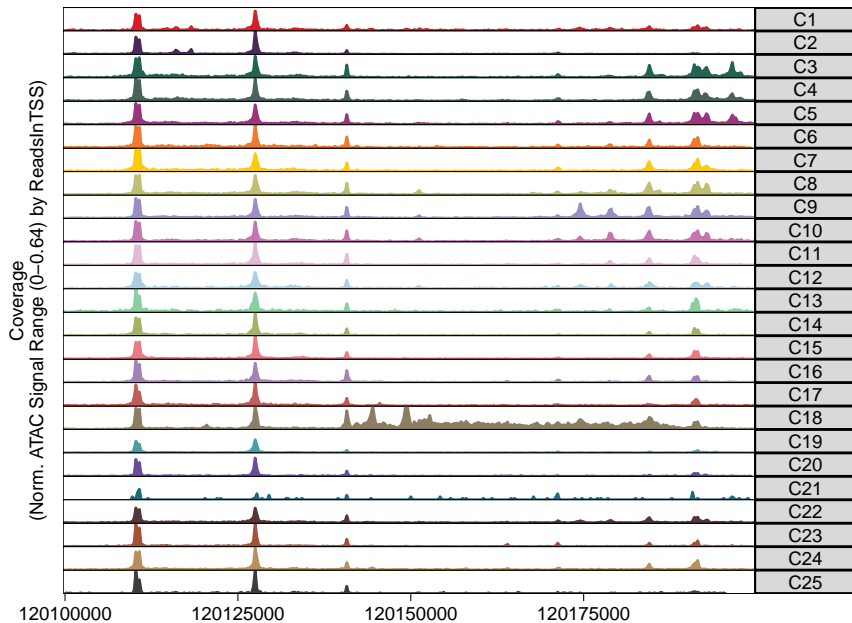 Coverage
(Norm. ATAC Signal Range (0–0.64) by ReadsInTSS)
C1
C2
C3
C4
C5
C6
C7
C8
C9
C10
C11
C12
C13
C14
C15
C16
C17
C18
C19
C20
C21
C22
C23
C24
C25
120100000 120125000 120150000 120175000